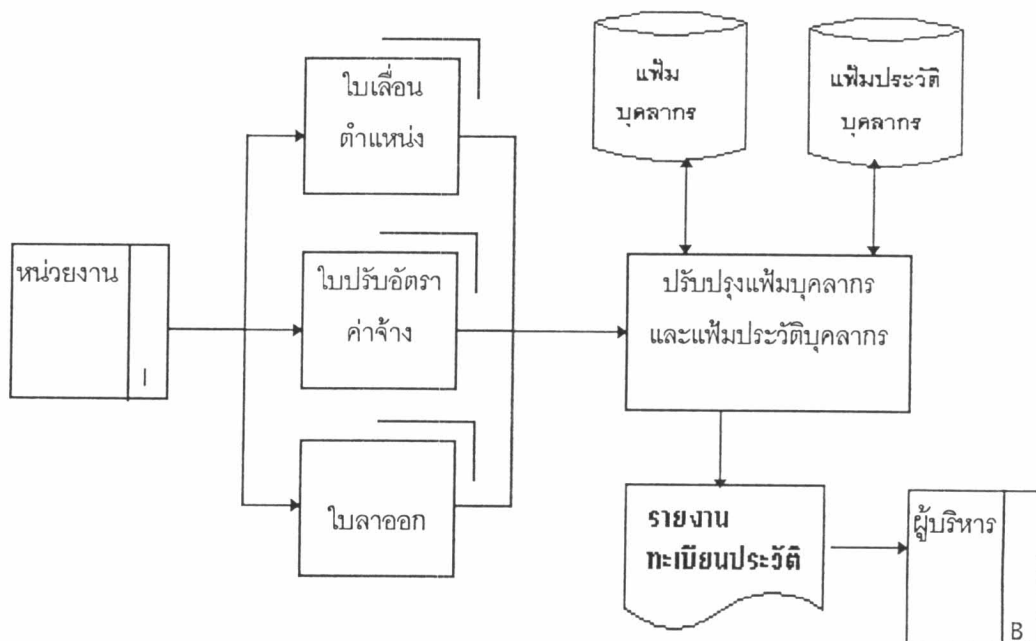 ใบเลื่อน
ตำแหน่ง
แฟ้ม
บุคลากร
แฟ้มประวัติ
บุคลากร
หน่วยงาน
I
ใบปรับอัตรา
ค่าจ้าง
ปรับปรุงแฟ้มบุคลากร
และแฟ้มประวัติบุคลากร
ใบลาออก
รายงาน
ทะเบียนประวัติ
ผู้บริหาร
B